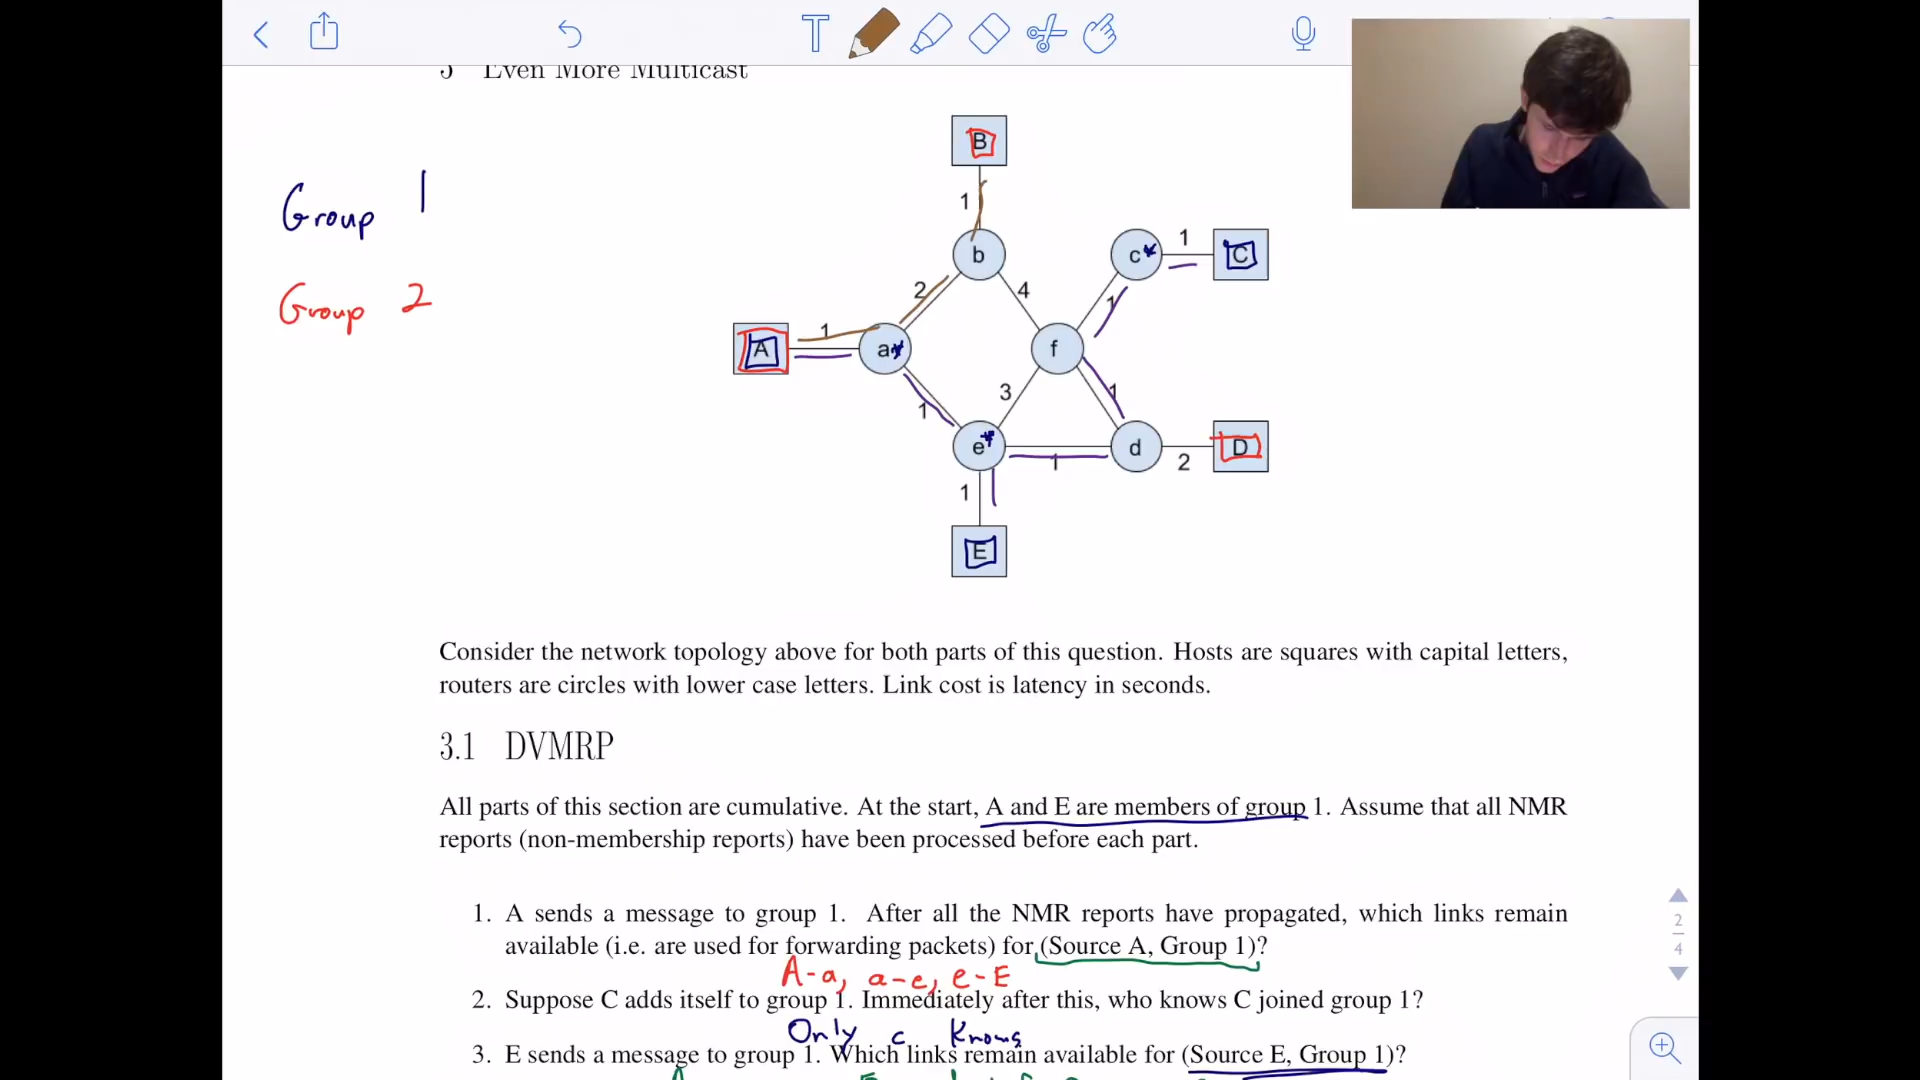 3 Even More Multicast
Group 1
Group 2
B
1
b
c*
1
C
2
4
1
1
A
a*
f
1
3
1
e*
d
D
1
2
1
E
Consider the network topology above for both parts of this question. Hosts are squares with capital letters,
routers are circles with lower case letters. Link cost is latency in seconds.
3.1 DVMRP
All parts of this section are cumulative. At the start, A and E are members of group 1. Assume that all NMR
reports (non-membership reports) have been processed before each part.
1. A sends a message to group 1. After all the NMR reports have propagated, which links remain
available (i.e. are used for forwarding packets) for (Source A, Group 1)?
A-a, a-e, e-E
2. Suppose C adds itself to group 1. Immediately after this, who knows C joined group 1?
Only c knows
3. E sends a message to group 1. Which links remain available for (Source E, Group 1)?
2
4